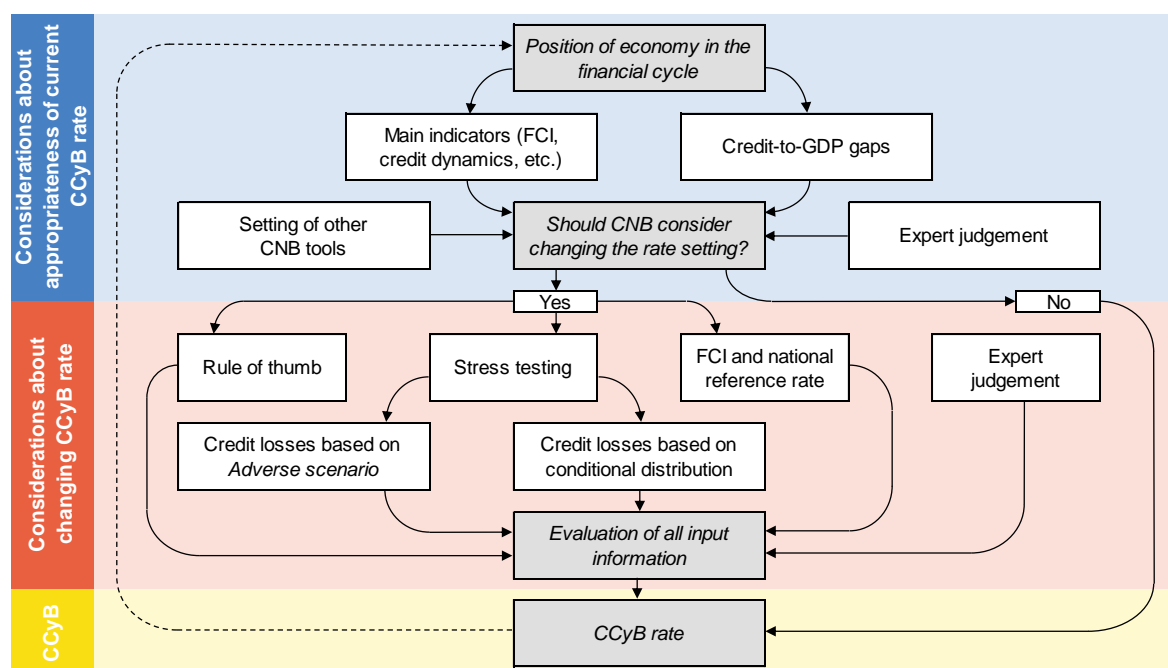 Considerations about
appropriateness of current
CCyB rate
Position of economy in the
financial cycle
Main indicators (FCI,
credit dynamics, etc.)
Credit-to-GDP gaps
Setting of other
CNB tools
Should CNB consider
changing the rate setting?
Expert judgement
Yes
No
Considerations about
changing CCyB rate
Rule of thumb
Stress testing
FCI and national
reference rate
Expert
judgement
Credit losses based on
Adverse scenario
Credit losses based on
conditional distribution
Evaluation of all input
information
CCyB
CCyB rate